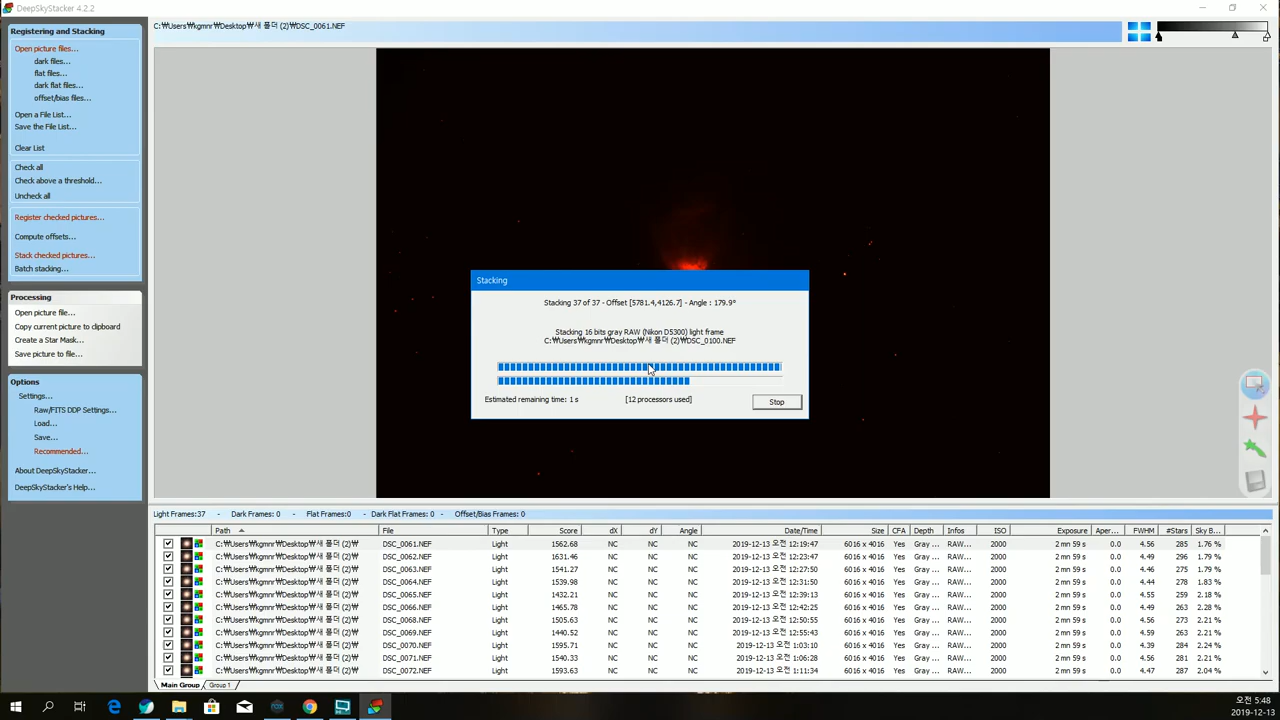 DeepSkyStacker 4.2.2
Registering and Stacking
Open picture files...
dark files...
flat files...
dark flat files...
offset/bias files...
Open a File List...
Save the File List...
Clear List
Check all
Check above a threshold...
Uncheck all
Register checked pictures...
Compute offsets...
Stack checked pictures...
Batch stacking...
Processing
Open picture file...
Copy current picture to clipboard
Create a Star Mask...
Save picture to file...
Options
Settings...
Raw/FITS DDP Settings...
Load...
Save...
Recommended...
About DeepSkyStacker...
DeepSkyStacker's Help...
C:₩Users₩kgmnr₩Desktop₩새 폴더 (2)₩DSC_0061.NEF
Stacking
Stacking 37 of 37 - Offset [5781.4,4126.7] - Angle : 179.9°
Stacking 16 bits gray RAW (Nikon D5300) light frame
C:₩Users₩kgmnr₩Desktop₩새 폴더 (2)₩DSC_0100.NEF
Estimated remaining time: 1 s [12 processors used] Stop
Light Frames:37 - Dark Frames: 0 - Flat Frames:0 - Dark Flat Frames: 0 - Offset/Bias Frames: 0
Path File Type Score dX dY Angle Date/Time Size CFA Depth Infos ISO Exposure Aper... FWHM #Stars Sky B...
C:₩Users₩kgmnr₩Desktop₩새 폴더 (2)₩ DSC_0061.NEF Light 1562.68 NC NC NC 2019-12-13 오전 12:19:47 6016 x 4016 Yes Gray ... RAW... 2000 2 mn 59 s 0.0 4.56 285 1.76 %
C:₩Users₩kgmnr₩Desktop₩새 폴더 (2)₩ DSC_0062.NEF Light 1631.46 NC NC NC 2019-12-13 오전 12:23:47 6016 x 4016 Yes Gray ... RAW... 2000 2 mn 59 s 0.0 4.49 296 1.79 %
C:₩Users₩kgmnr₩Desktop₩새 폴더 (2)₩ DSC_0063.NEF Light 1541.27 NC NC NC 2019-12-13 오전 12:27:50 6016 x 4016 Yes Gray ... RAW... 2000 2 mn 59 s 0.0 4.46 275 1.79 %
C:₩Users₩kgmnr₩Desktop₩새 폴더 (2)₩ DSC_0064.NEF Light 1539.98 NC NC NC 2019-12-13 오전 12:31:50 6016 x 4016 Yes Gray ... RAW... 2000 2 mn 59 s 0.0 4.44 278 1.83 %
C:₩Users₩kgmnr₩Desktop₩새 폴더 (2)₩ DSC_0065.NEF Light 1432.21 NC NC NC 2019-12-13 오전 12:39:13 6016 x 4016 Yes Gray ... RAW... 2000 2 mn 59 s 0.0 4.55 259 2.18 %
C:₩Users₩kgmnr₩Desktop₩새 폴더 (2)₩ DSC_0066.NEF Light 1465.78 NC NC NC 2019-12-13 오전 12:42:25 6016 x 4016 Yes Gray ... RAW... 2000 2 mn 59 s 0.0 4.49 263 2.28 %
C:₩Users₩kgmnr₩Desktop₩새 폴더 (2)₩ DSC_0068.NEF Light 1505.63 NC NC NC 2019-12-13 오전 12:50:25 6016 x 4016 Yes Gray ... RAW... 2000 2 mn 59 s 0.0 4.51 268 2.21 %
C:₩Users₩kgmnr₩Desktop₩새 폴더 (2)₩ DSC_0069.NEF Light 1440.52 NC NC NC 2019-12-13 오전 12:55:43 6016 x 4016 Yes Gray ... RAW... 2000 2 mn 59 s 0.0 4.59 263 2.21 %
C:₩Users₩kgmnr₩Desktop₩새 폴더 (2)₩ DSC_0070.NEF Light 1595.71 NC NC NC 2019-12-13 오전 1:03:10 6016 x 4016 Yes Gray ... RAW... 2000 2 mn 59 s 0.0 4.49 284 2.24 %
C:₩Users₩kgmnr₩Desktop₩새 폴더 (2)₩ DSC_0071.NEF Light 1540.33 NC NC NC 2019-12-13 오전 1:06:28 6016 x 4016 Yes Gray ... RAW... 2000 2 mn 59 s 0.0 4.56 281 2.21 %
C:₩Users₩kgmnr₩Desktop₩새 폴더 (2)₩ DSC_0072.NEF Light 1593.63 NC NC NC 2019-12-13 오전 1:11:34 6016 x 4016 Yes Gray ... RAW... 2000 2 mn 59 s 0.0 4.47 287 2.04 %
Main Group Group 1
오전 5:48
2019-12-13